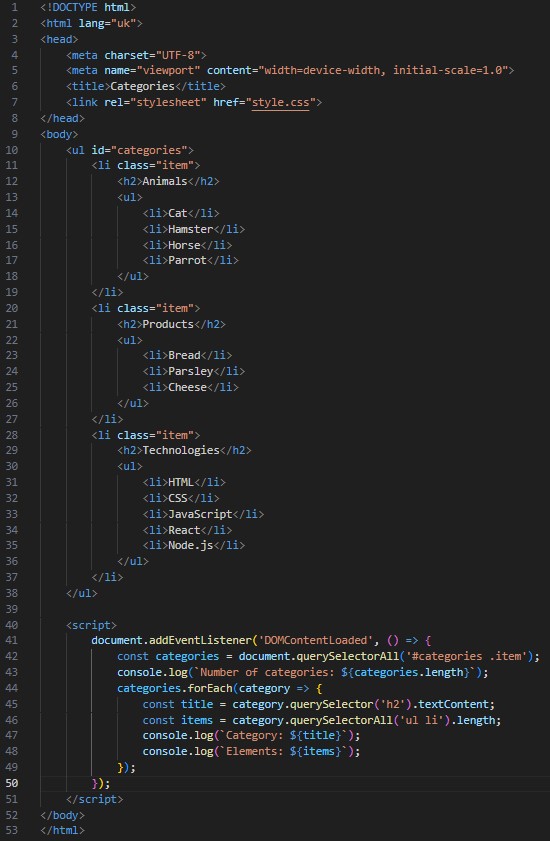 1 <!DOCTYPE html>
2 <html lang="uk">
3 <head>
4     <meta charset="UTF-8">
5     <meta name="viewport" content="width=device-width, initial-scale=1.0">
6     <title>Categories</title>
7     <link rel="stylesheet" href="style.css">
8 </head>
9 <body>
10     <ul id="categories">
11         <li class="item">
12             <h2>Animals</h2>
13             <ul>
14                 <li>Cat</li>
15                 <li>Hamster</li>
16                 <li>Horse</li>
17                 <li>Parrot</li>
18             </ul>
19         </li>
20         <li class="item">
21             <h2>Products</h2>
22             <ul>
23                 <li>Bread</li>
24                 <li>Parsley</li>
25                 <li>Cheese</li>
26             </ul>
27         </li>
28         <li class="item">
29             <h2>Technologies</h2>
30             <ul>
31                 <li>HTML</li>
32                 <li>CSS</li>
33                 <li>JavaScript</li>
34                 <li>React</li>
35                 <li>Node.js</li>
36             </ul>
37         </li>
38     </ul>
39
40     <script>
41         document.addEventListener('DOMContentLoaded', () => {
42             const categories = document.querySelectorAll('#categories .item');
43             console.log(`Number of categories: ${categories.length}`);
44             categories.forEach(category => {
45                 const title = category.querySelector('h2').textContent;
46                 const items = category.querySelectorAll('ul li').length;
47                 console.log(`Category: ${title}`);
48                 console.log(`Elements: ${items}`);
49             });
50         });
51     </script>
52 </body>
53 </html>